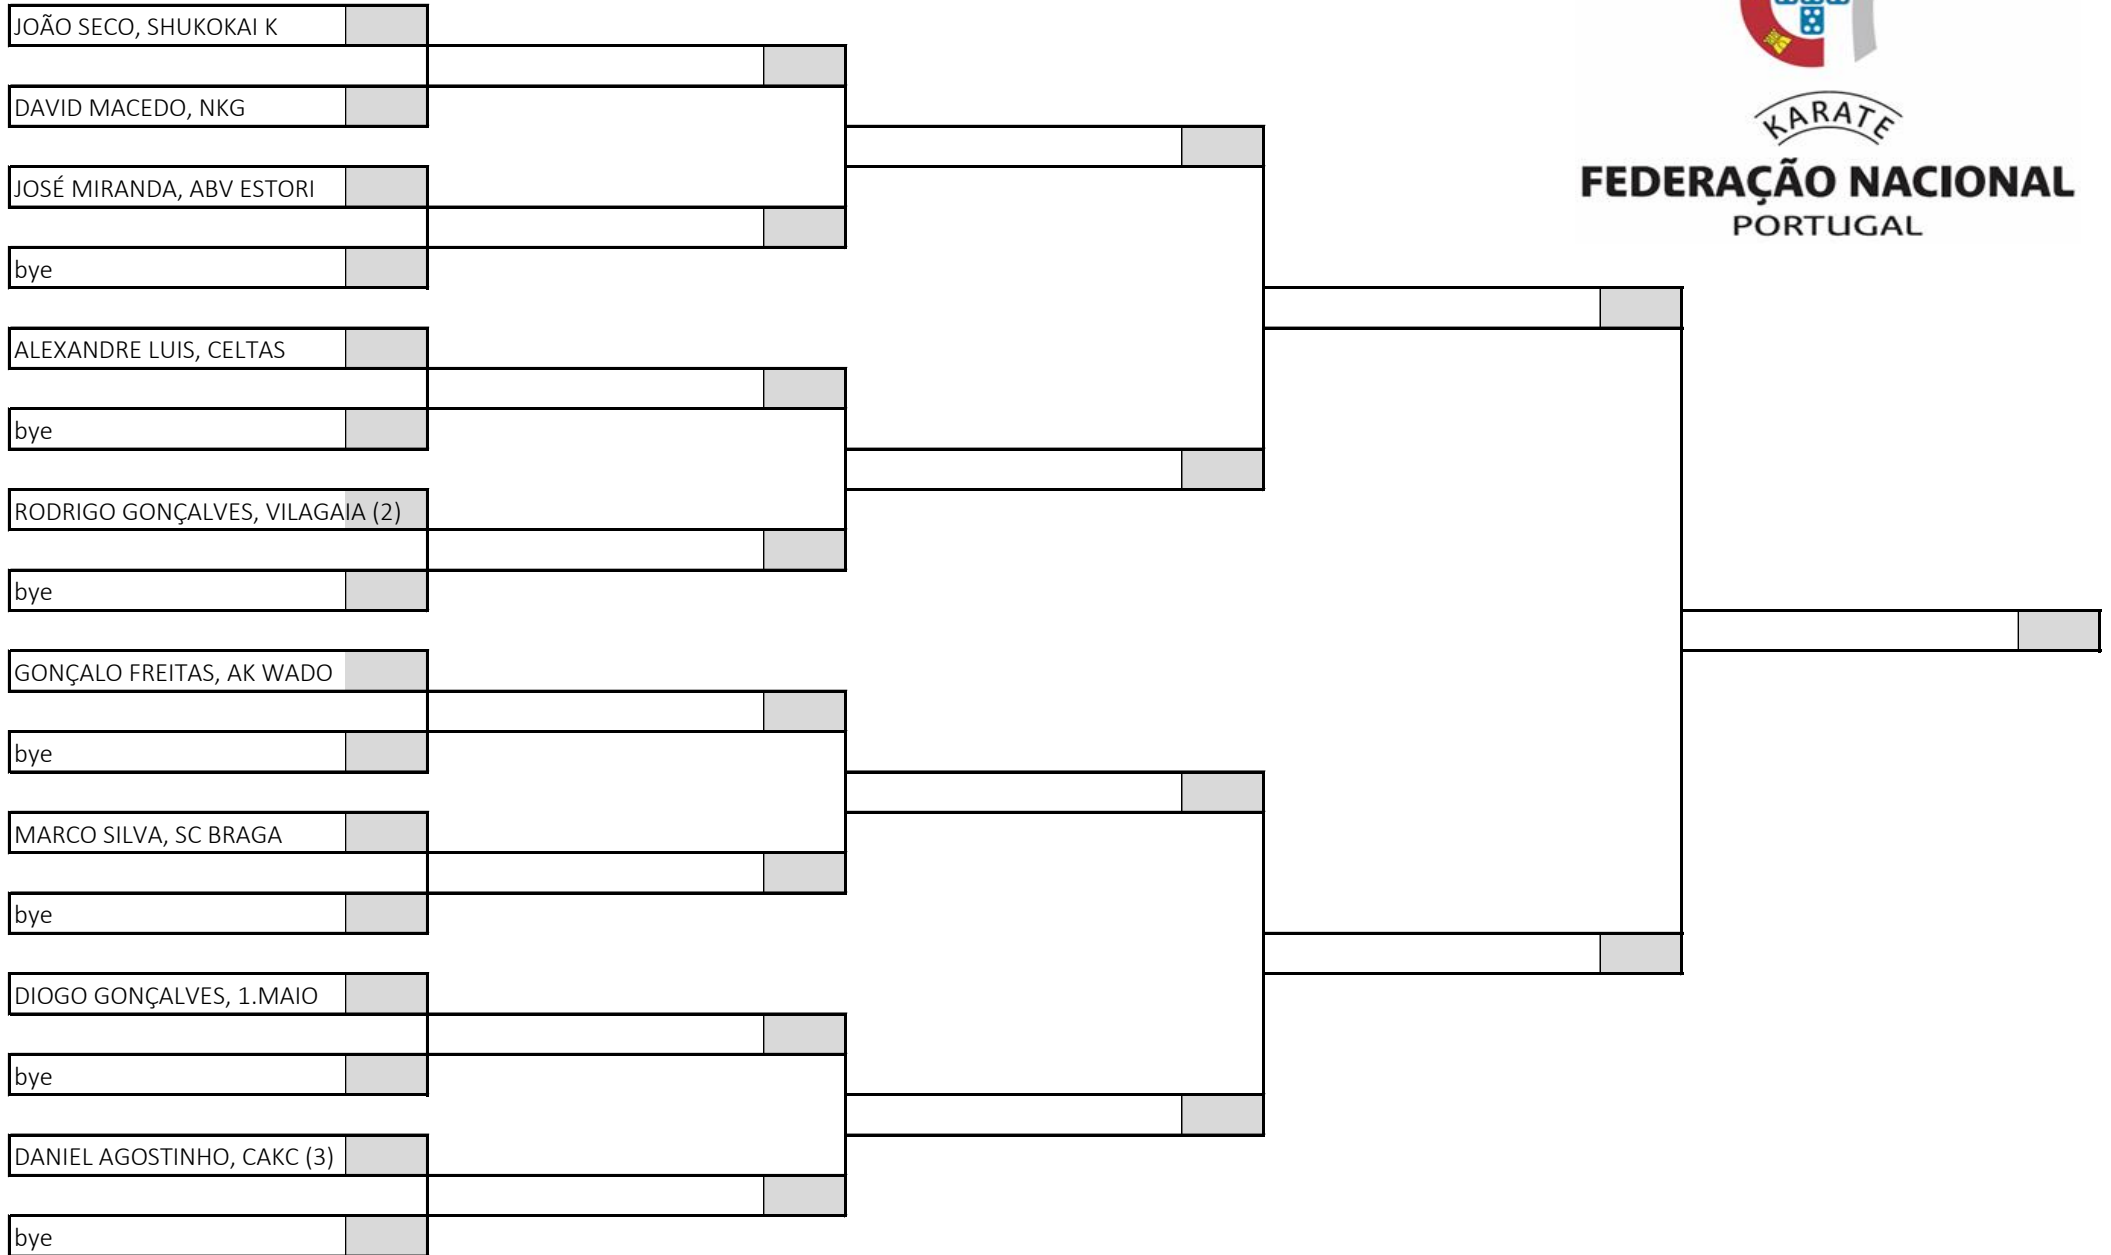 JOÃO SECO, SHUKOKAI K
DAVID MACEDO, NKG
KARATE
JOSÉ MIRANDA, ABV ESTORI
FEDERAÇÃO NACIONAL
PORTUGAL
bye
ALEXANDRE LUIS, CELTAS
bye
RODRIGO GONÇALVES, VILAGAIA (2)
bye
GONÇALO FREITAS, AK WADO
bye
MARCO SILVA, SC BRAGA
bye
DIOGO GONÇALVES, 1.MAIO
bye
DANIEL AGOSTINHO, CAKC (3)
bye